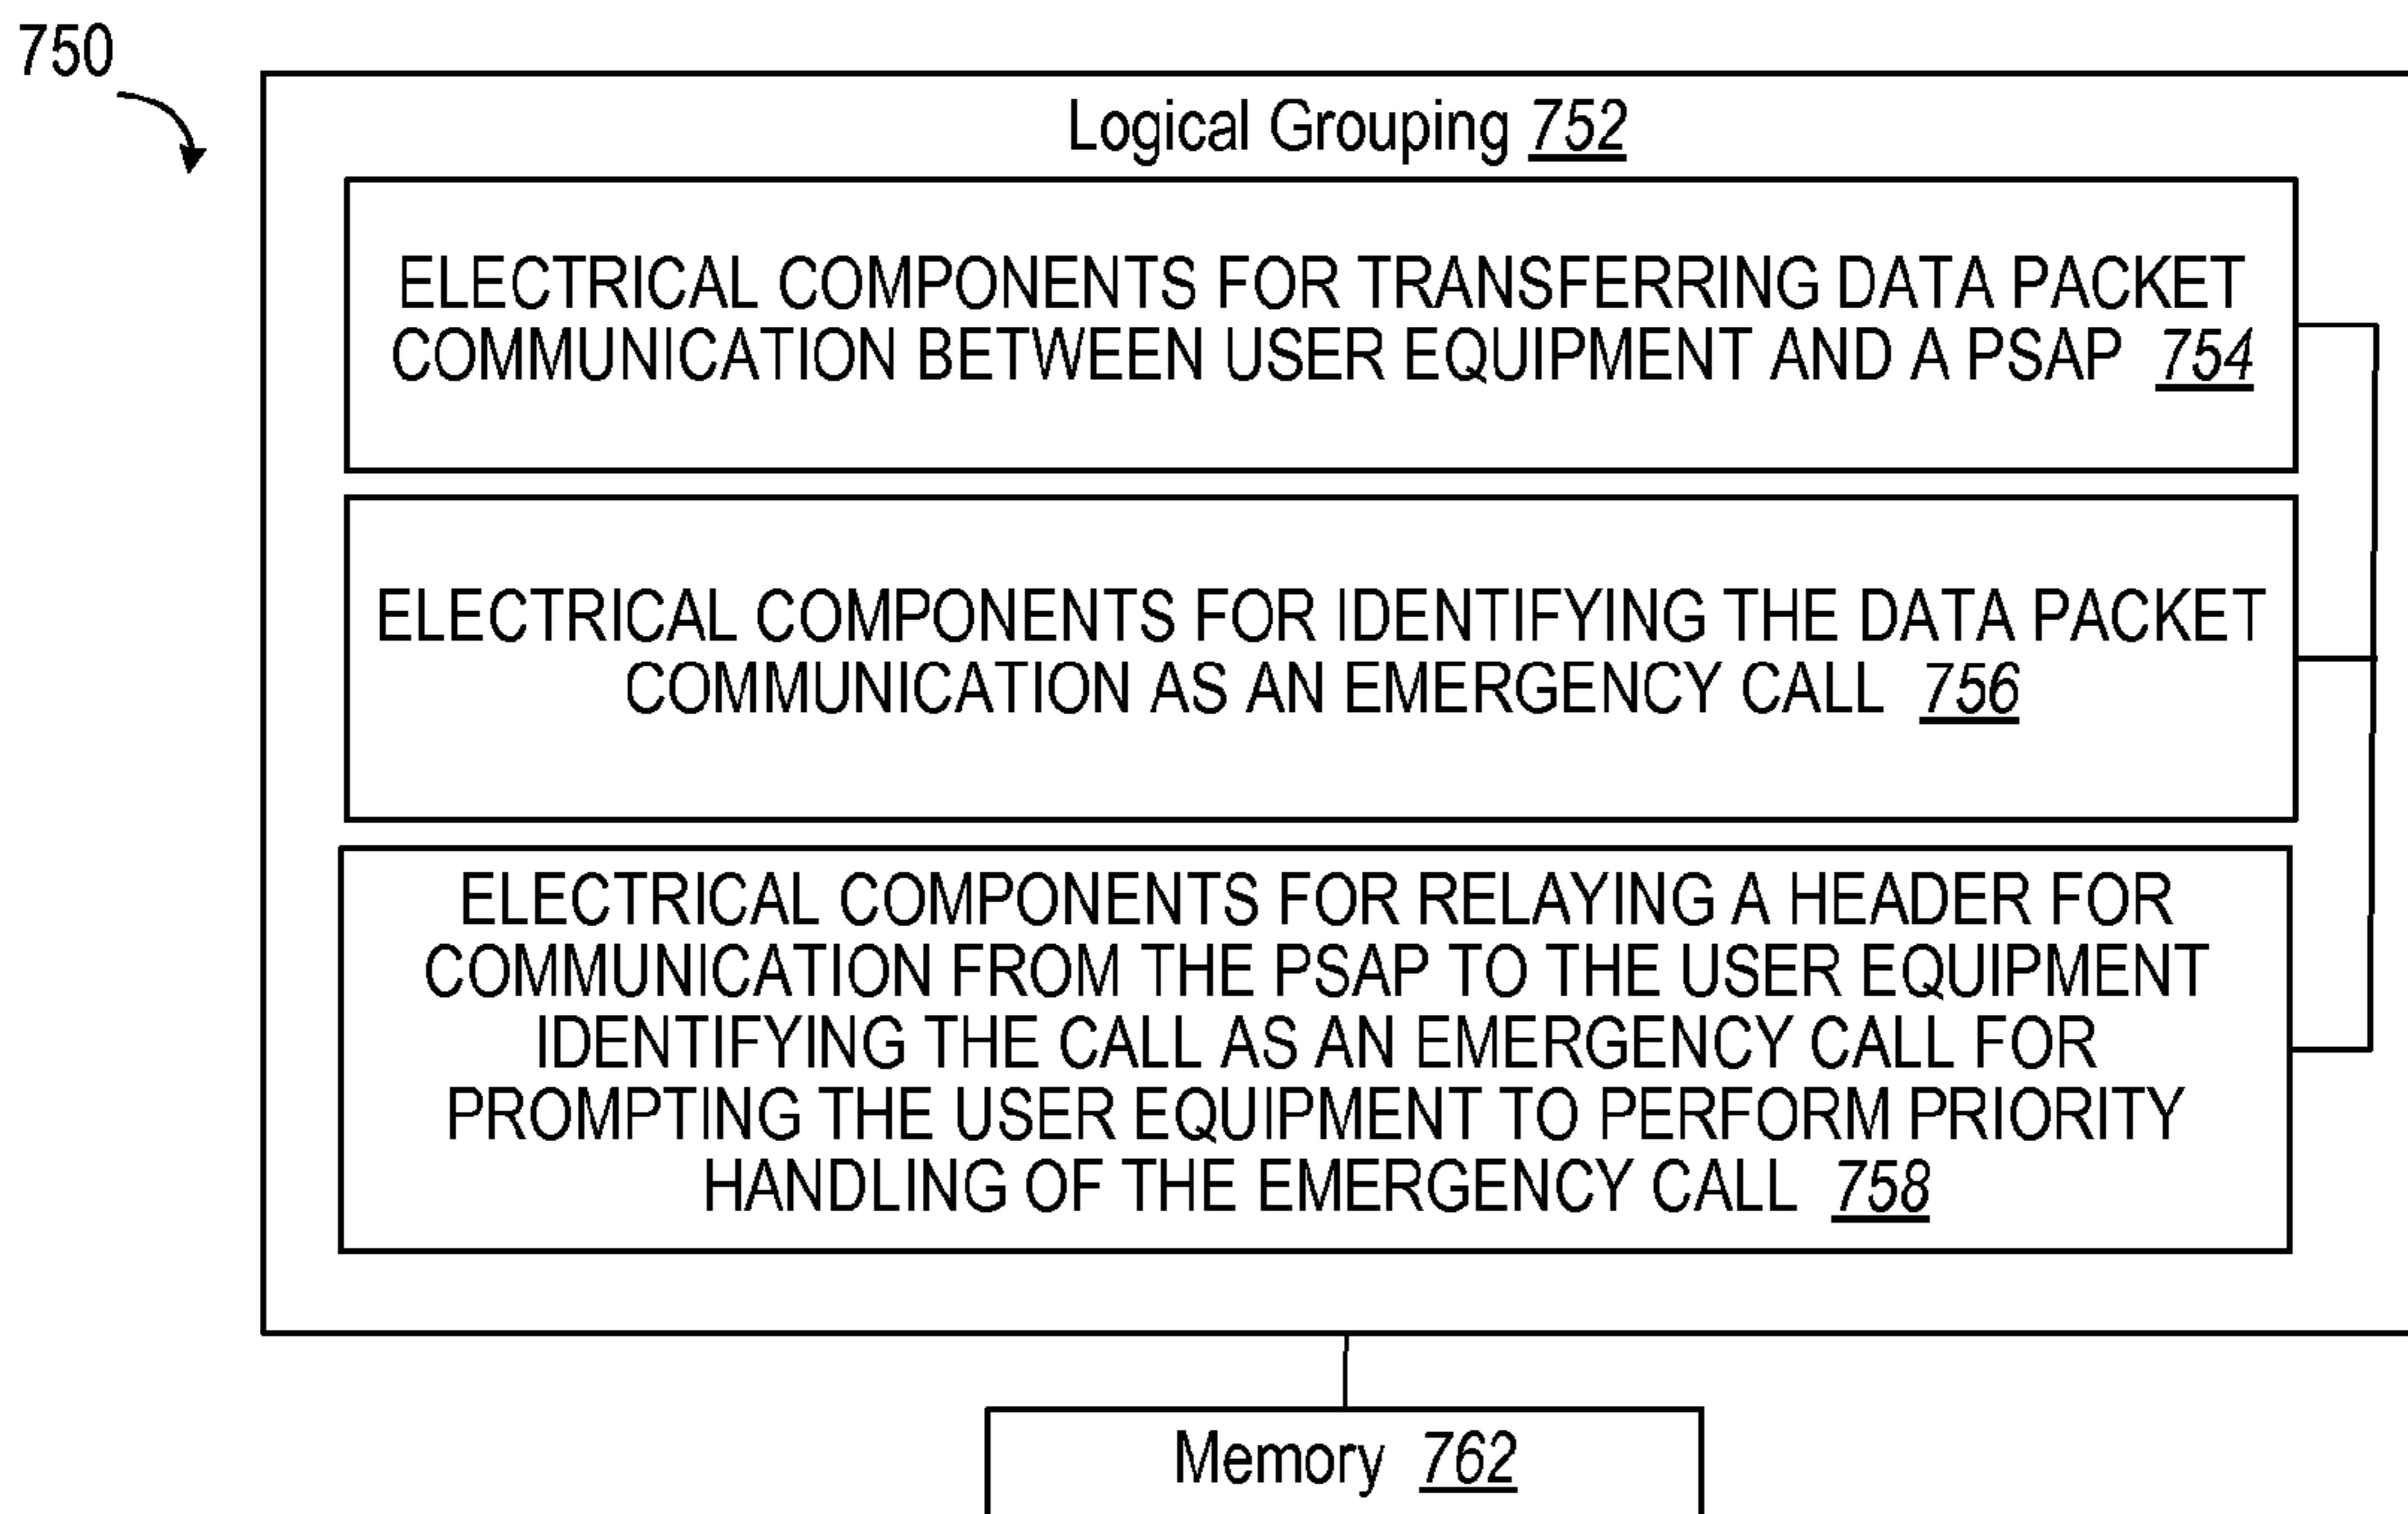 750
Logical Grouping 752
ELECTRICAL COMPONENTS FOR TRANSFERRING DATA PACKET
COMMUNICATION BETWEEN USER EQUIPMENT AND A PSAP 754
ELECTRICAL COMPONENTS FOR IDENTIFYING THE DATA PACKET
COMMUNICATION AS AN EMERGENCY CALL 756
ELECTRICAL COMPONENTS FOR RELAYING A HEADER FOR
COMMUNICATION FROM THE PSAP TO THE USER EQUIPMENT
IDENTIFYING THE CALL AS AN EMERGENCY CALL FOR
PROMPTING THE USER EQUIPMENT TO PERFORM PRIORITY
HANDLING OF THE EMERGENCY CALL 758
Memory 762